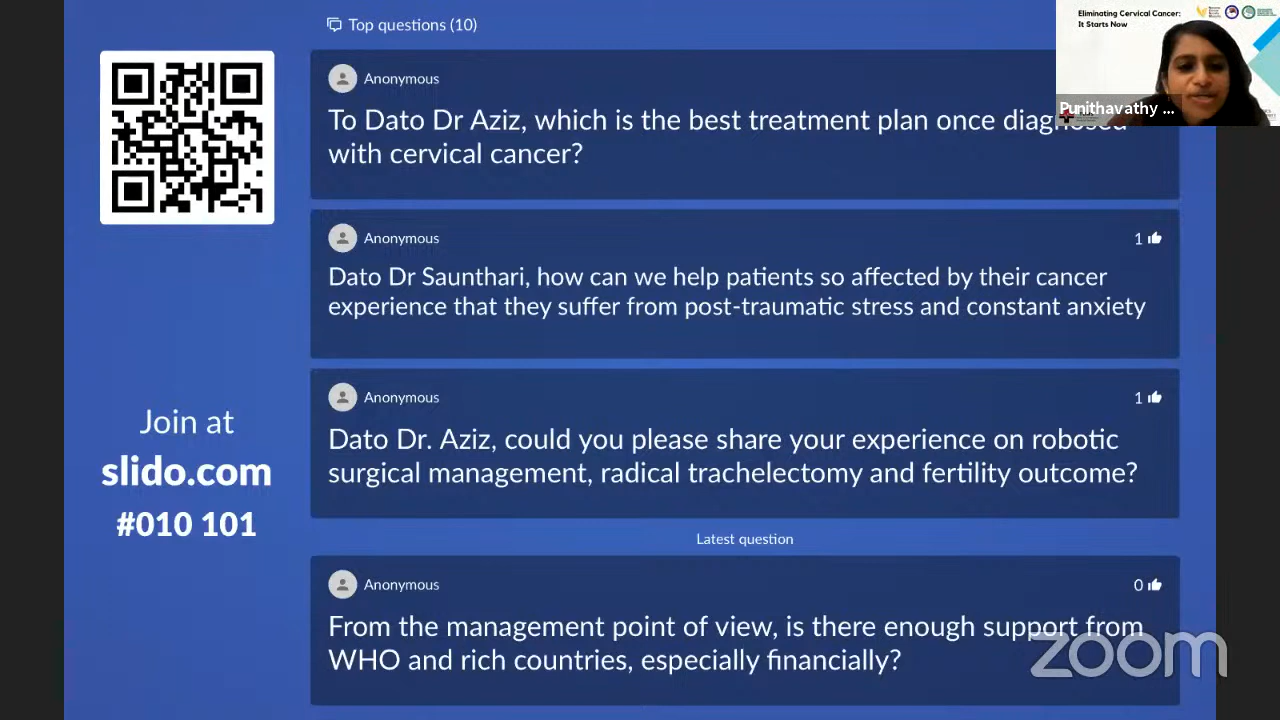 Top questions (10)
Anonymous
To Dato Dr Aziz, which is the best treatment plan once diagnosed
with cervical cancer?
Anonymous
1
Dato Dr Saunthari, how can we help patients so affected by their cancer
experience that they suffer from post-traumatic stress and constant anxiety
Anonymous
1
Dato Dr. Aziz, could you please share your experience on robotic
surgical management, radical trachelectomy and fertility outcome?
Latest question
Anonymous
0
From the management point of view, is there enough support from
WHO and rich countries, especially financially?
Join at
slido.com
#010 101
Eliminating Cervical Cancer:
It Starts Now
Punithavathy ...
zoom